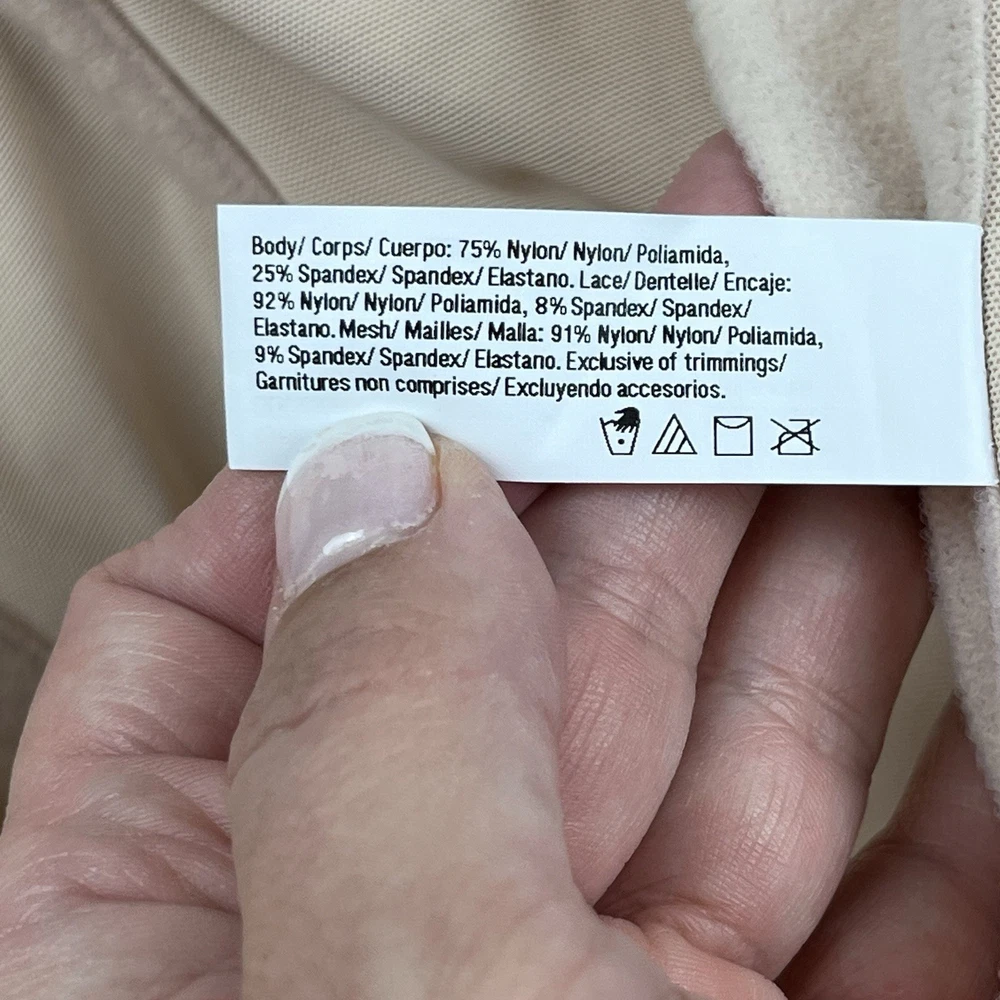 Body/ Corps/ Cuerpo: 75% Nylon/ Nylon/ Poliamida,
25% Spandex/ Spandex/ Elastano. Lace/ Dentelle/ Encaje:
92% Nylon/ Nylon/ Poliamida, 8% Spandex/ Spandex/
Elastano. Mesh/ Mailles/ Malla: 91% Nylon/ Nylon/ Poliamida,
9% Spandex/ Spandex/ Elastano. Exclusive of trimmings/
Garnitures non comprises/ Excluyendo accesorios.